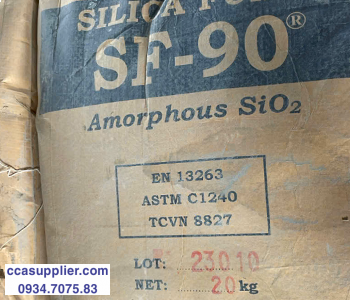 SILICA
SF-90®
Amorphous SiO₂
EN 13263
ASTM C1240
TCVN 8827
LOT: 23010
NET: 20 kg
ccasupplier.com
0934.7075.83